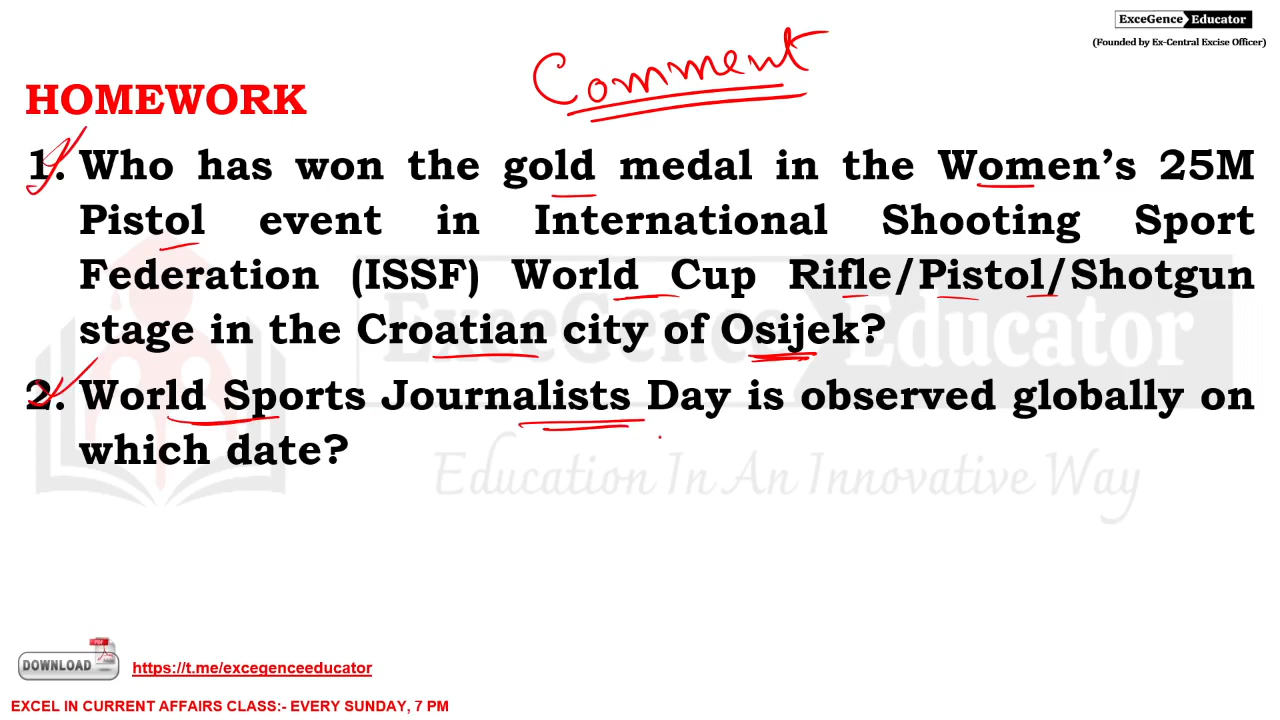 ExceGence Educator
(Founded by Ex-Central Excise Officer)
Comment
HOMEWORK
1. Who has won the gold medal in the Women's 25M
Pistol event in International Shooting Sport
Federation (ISSF) World Cup Rifle/Pistol/Shotgun
stage in the Croatian city of Osijek?
2. World Sports Journalists Day is observed globally on
which date?
ExceGence Educator
Education In An Innovative Way
DOWNLOAD
PDF
https://t.me/excegenceeducator
EXCEL IN CURRENT AFFAIRS CLASS:- EVERY SUNDAY, 7 PM